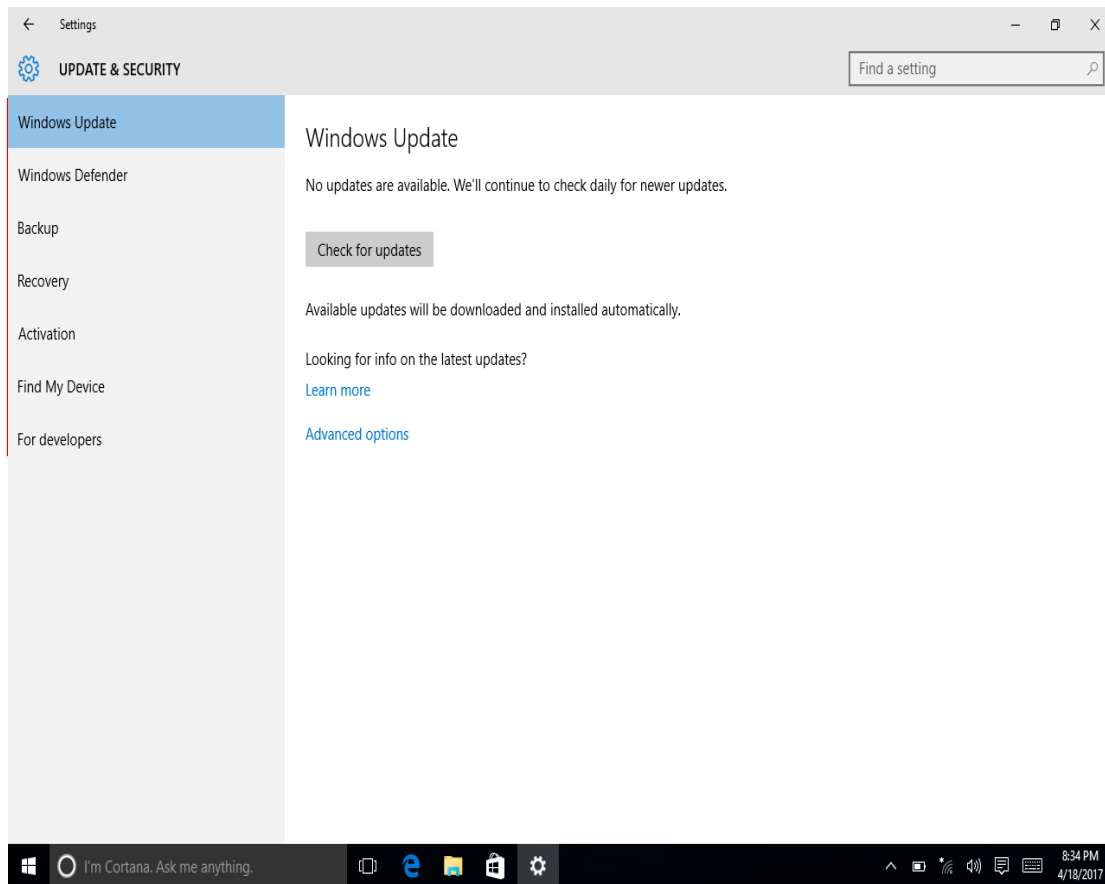 Settings
UPDATE & SECURITY
Find a setting
Windows Update
Windows Defender
Backup
Recovery
Activation
Find My Device
For developers
Windows Update
No updates are available. We'll continue to check daily for newer updates.
Check for updates
Available updates will be downloaded and installed automatically.
Looking for info on the latest updates?
Learn more
Advanced options
I'm Cortana. Ask me anything.
8:34 PM
4/18/2017